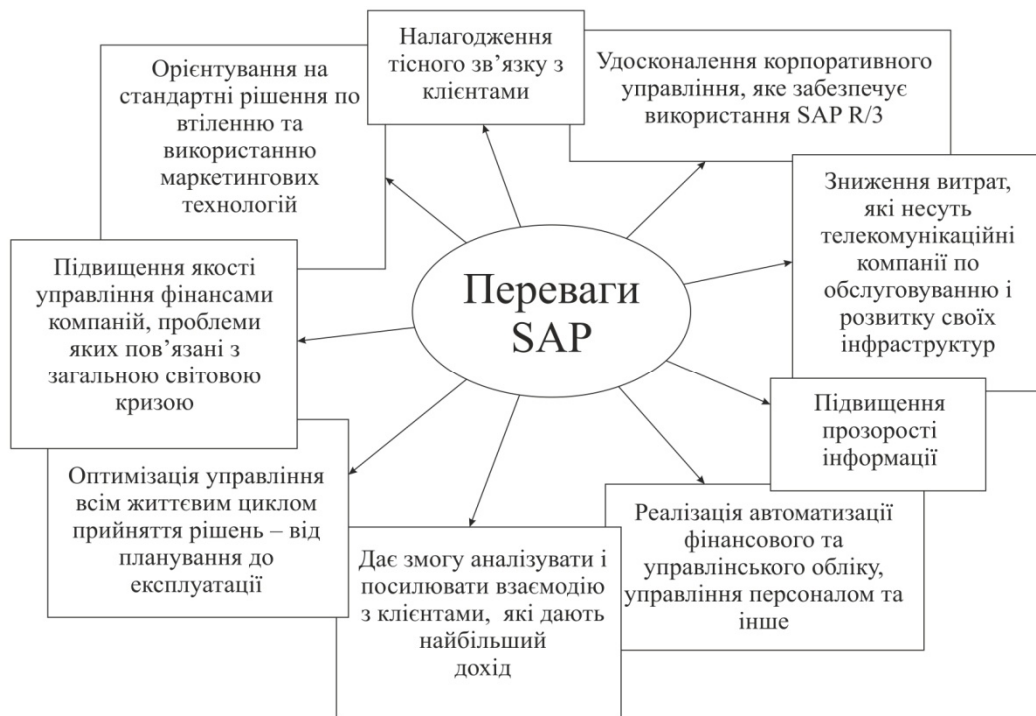 Налагодження
тісного зв’язку з
клієнтами
Орієнтування на
стандартні рішення по
втіленню та
використанню
маркетингових
технологій
Удосконалення корпоративного
управління, яке забезпечує
використання SAP R/3
Зниження витрат,
які несуть
телекомунікаційні
компанії по
обслуговуванню і
розвитку своїх
інфраструктур
Підвищення якості
управління фінансами
компаній, проблеми
яких пов’язані з
загальною світовою
кризою
Переваги
SAP
Підвищення
прозорості
інформації
Оптимізація управління
всім життєвим циклом
прийняття рішень – від
планування до
експлуатації
Дає змогу аналізувати і
посилювати взаємодію
з клієнтами, які дають
найбільший
дохід
Реалізація автоматизації
фінансового та
управлінського обліку,
управління персоналом та
інше